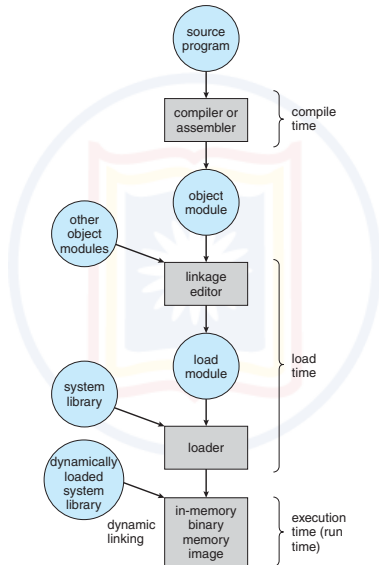 source
program
compiler or
assembler
compile
time
object
module
other
object
modules
linkage
editor
load
module
load
time
system
library
loader
dynamically
loaded
system
library
dynamic
linking
in-memory
binary
memory
image
execution
time (run
time)